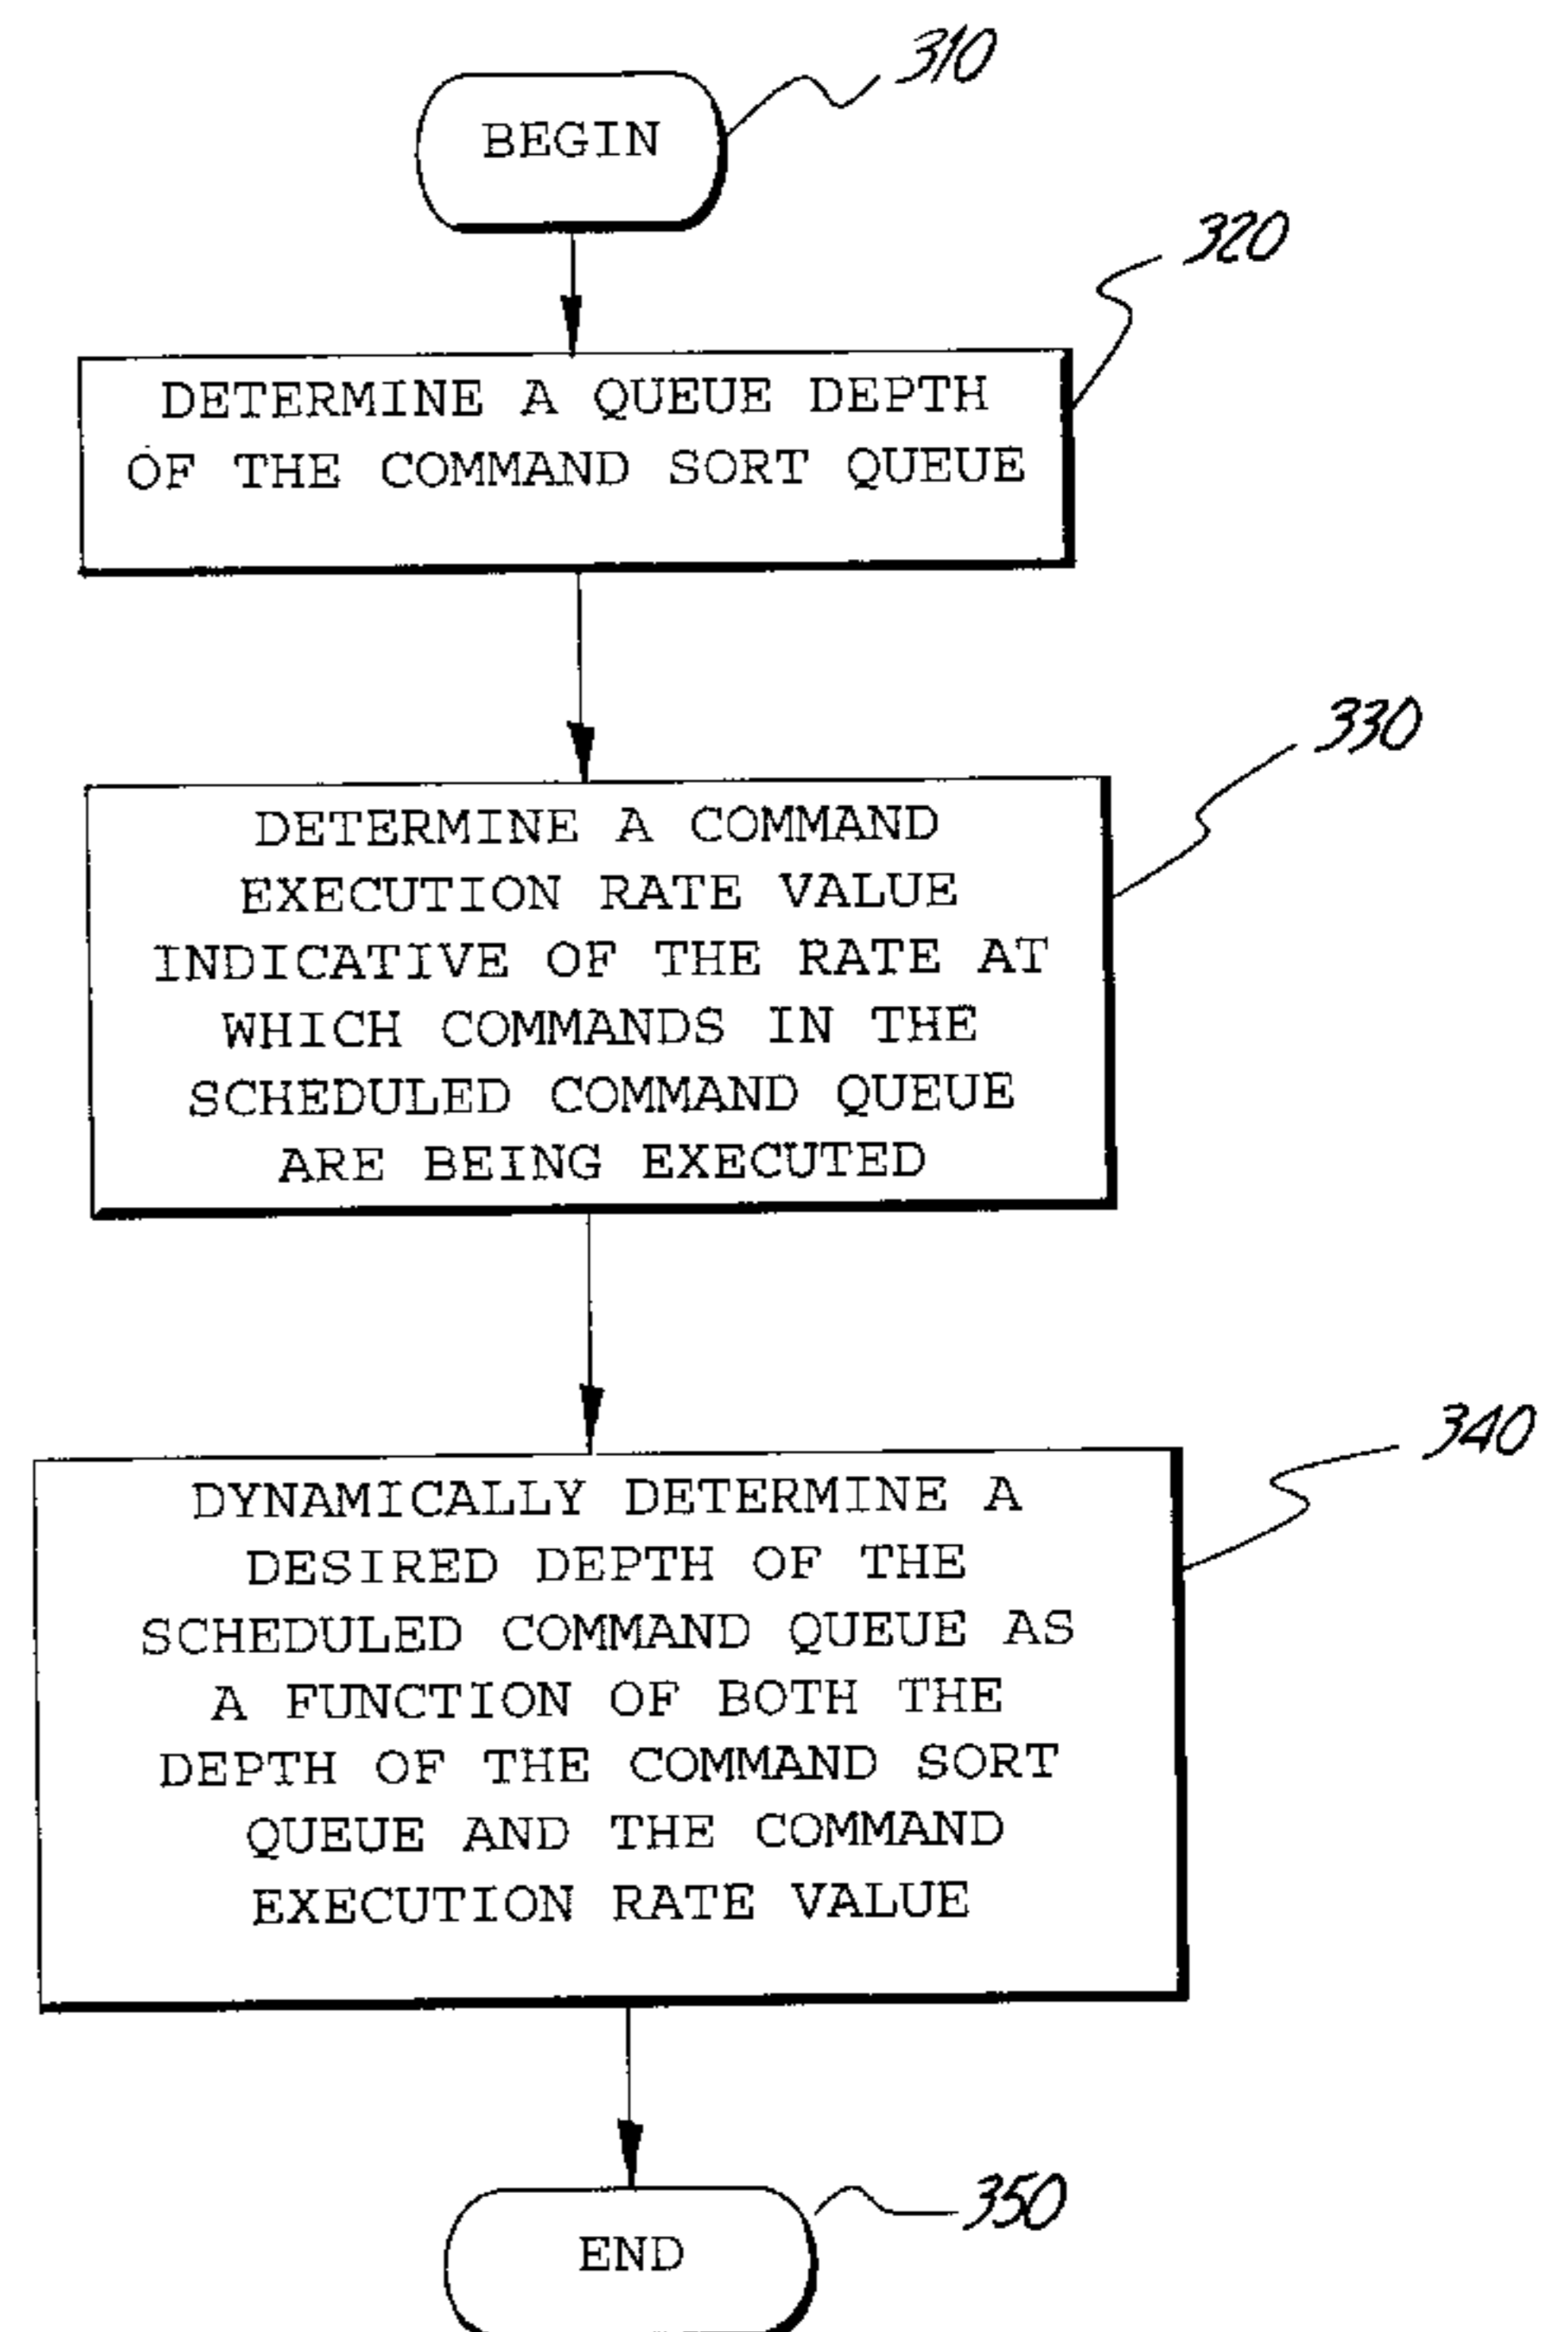 310
BEGIN
320
DETERMINE A QUEUE DEPTH
OF THE COMMAND SORT QUEUE
330
DETERMINE A COMMAND
EXECUTION RATE VALUE
INDICATIVE OF THE RATE AT
WHICH COMMANDS IN THE
SCHEDULED COMMAND QUEUE
ARE BEING EXECUTED
340
DYNAMICALLY DETERMINE A
DESIRED DEPTH OF THE
SCHEDULED COMMAND QUEUE AS
A FUNCTION OF BOTH THE
DEPTH OF THE COMMAND SORT
QUEUE AND THE COMMAND
EXECUTION RATE VALUE
350
END